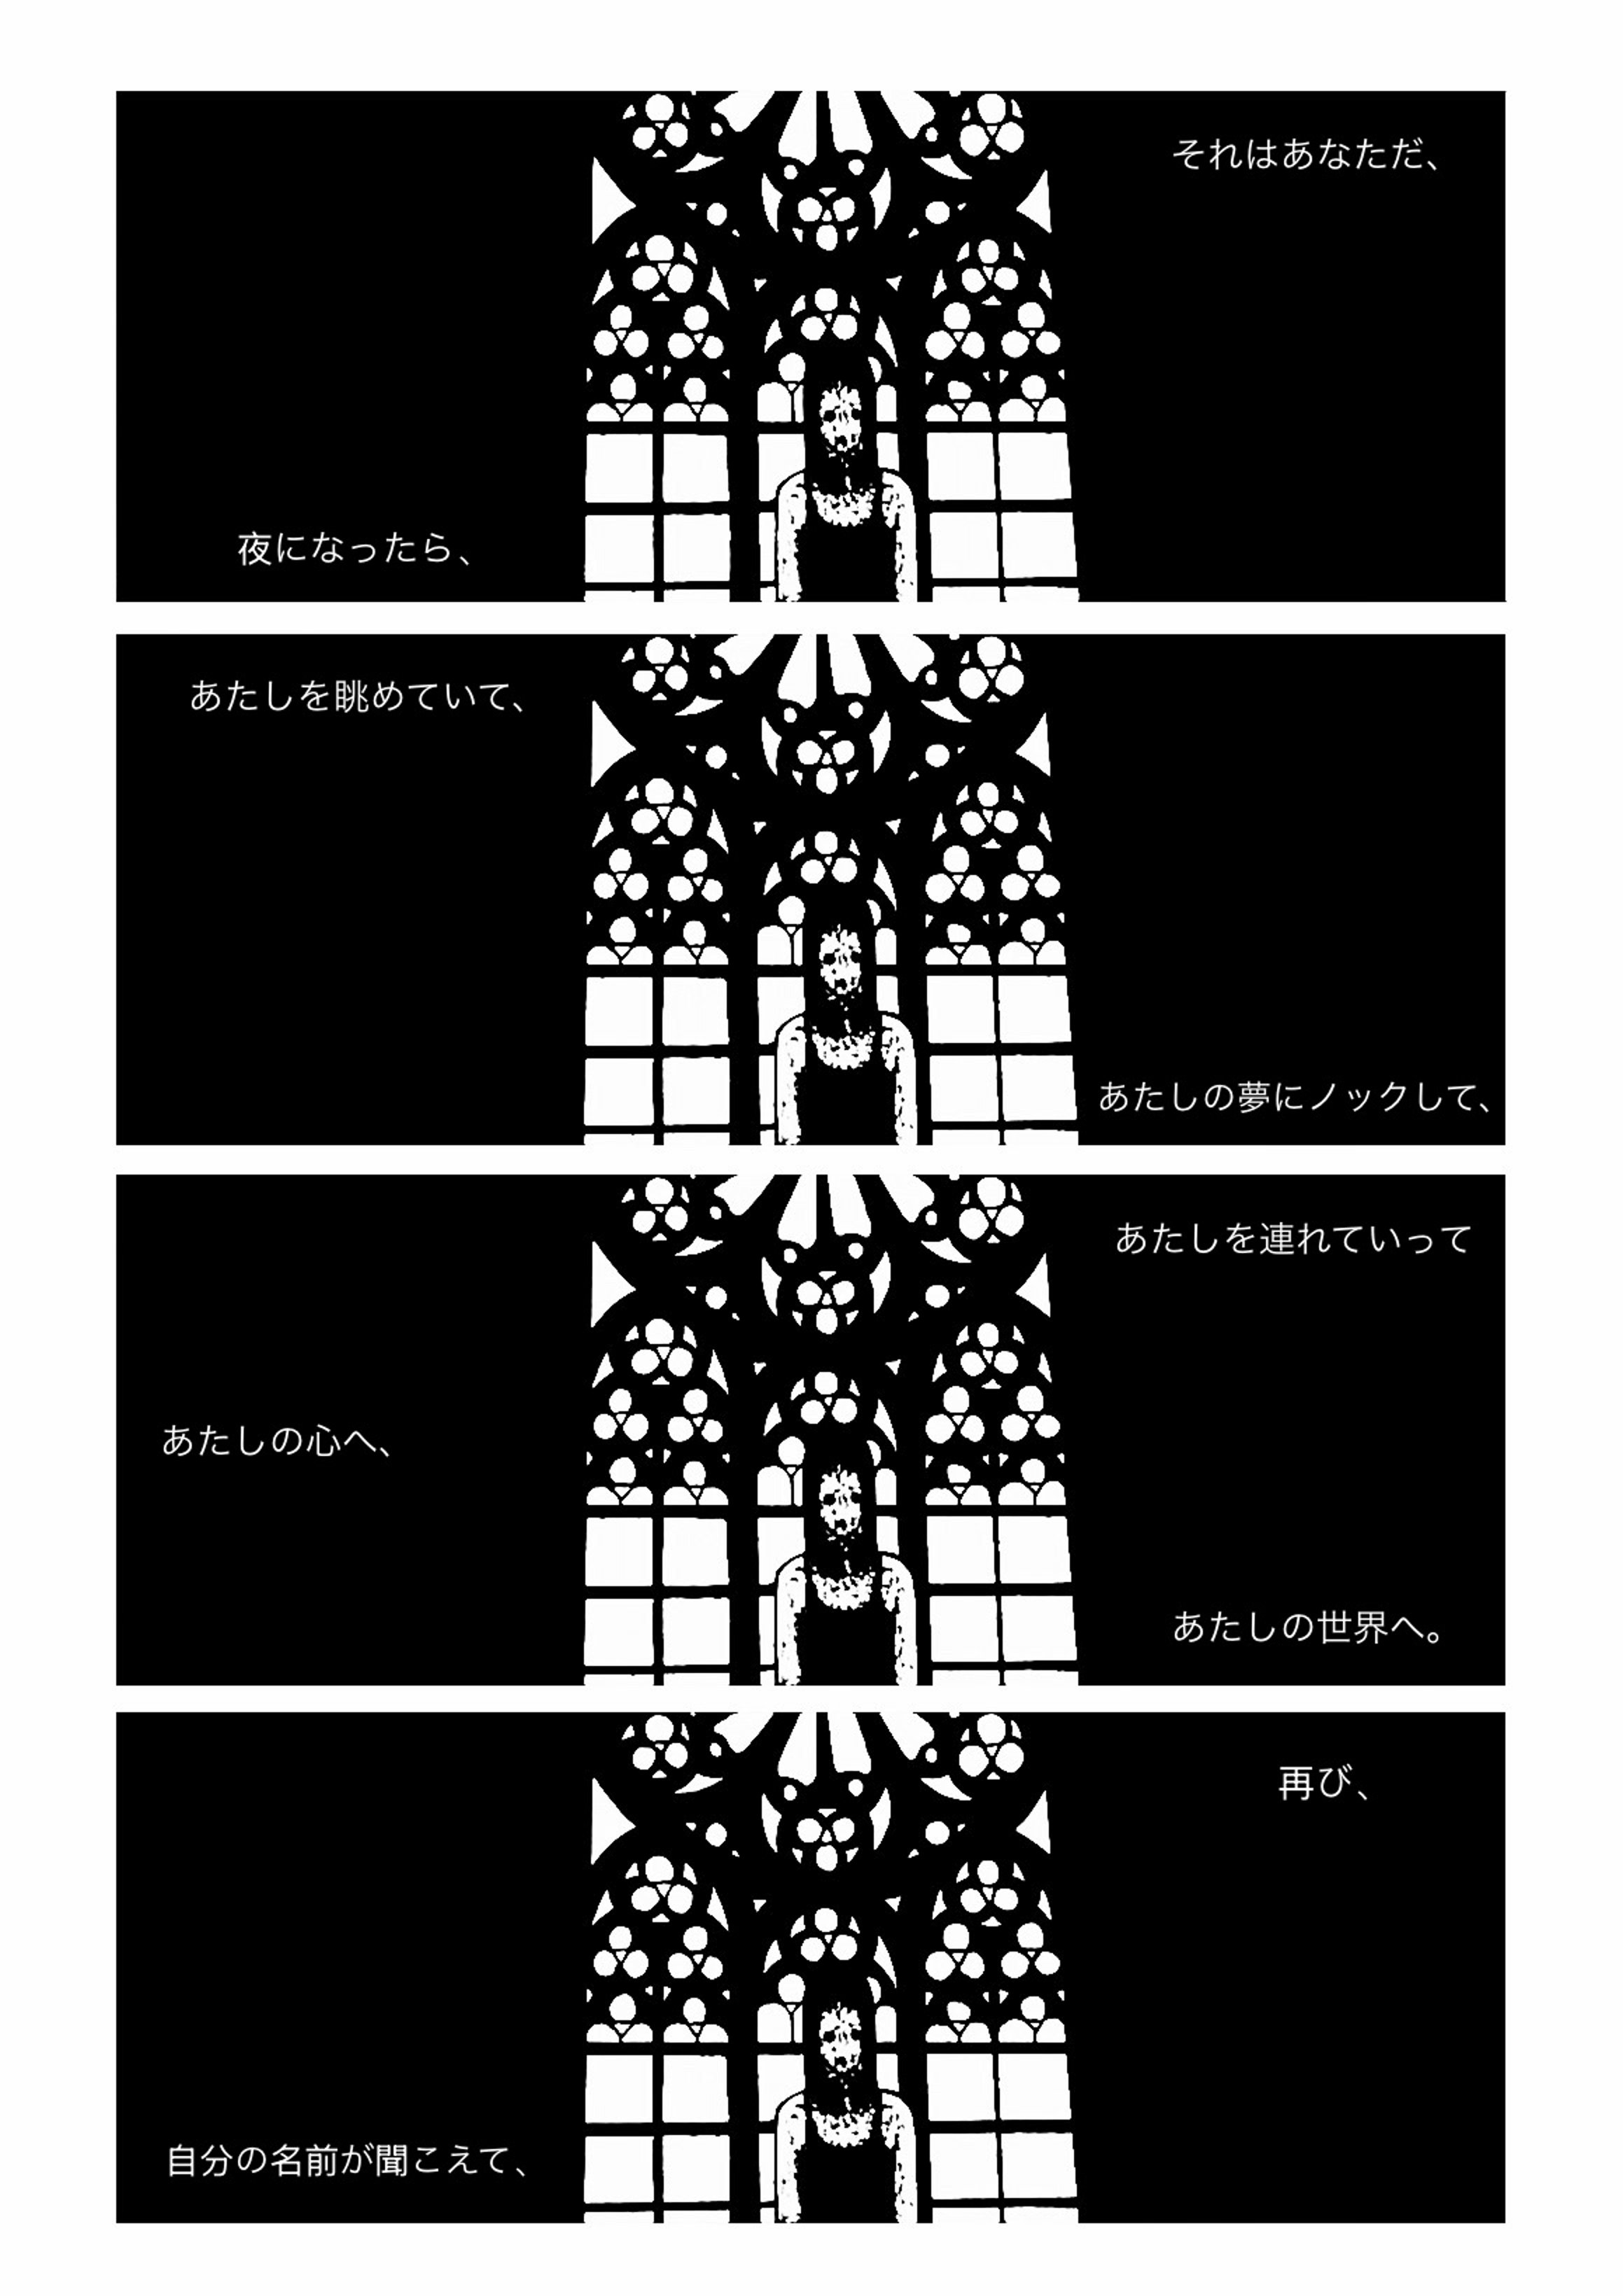 それはあなただ、
夜になったら、
あたしを眺めていて、
あたしの夢にノックして、
あたしを連れていって
あたしの心へ、
あたしの世界へ。
再び、
自分の名前が聞こえて、